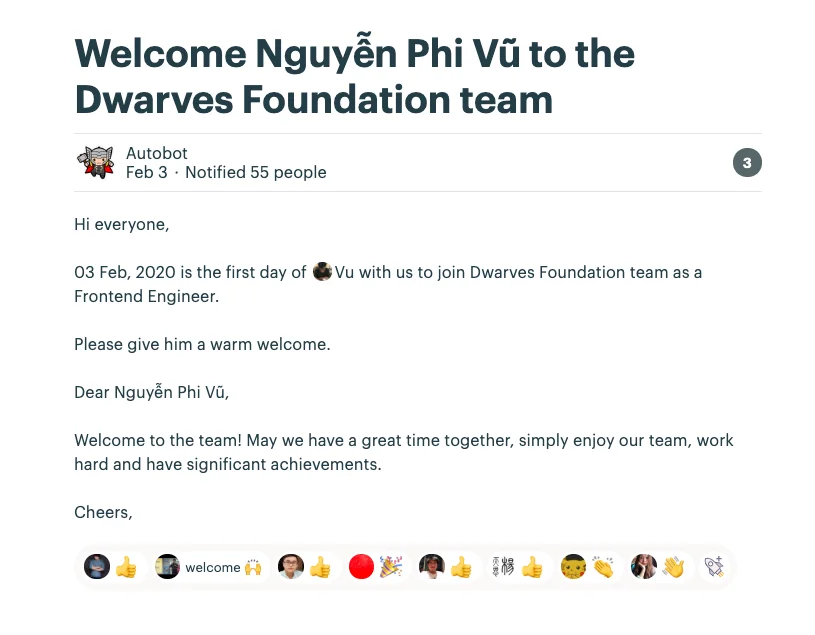 Welcome Nguyễn Phi Vũ to the
Dwarves Foundation team
Autobot
Feb 3 · Notified 55 people
3
Hi everyone,
03 Feb, 2020 is the first day of Vu with us to join Dwarves Foundation team as a
Frontend Engineer.
Please give him a warm welcome.
Dear Nguyễn Phi Vũ,
Welcome to the team! May we have a great time together, simply enjoy our team, work
hard and have significant achievements.
Cheers,
welcome 🙌